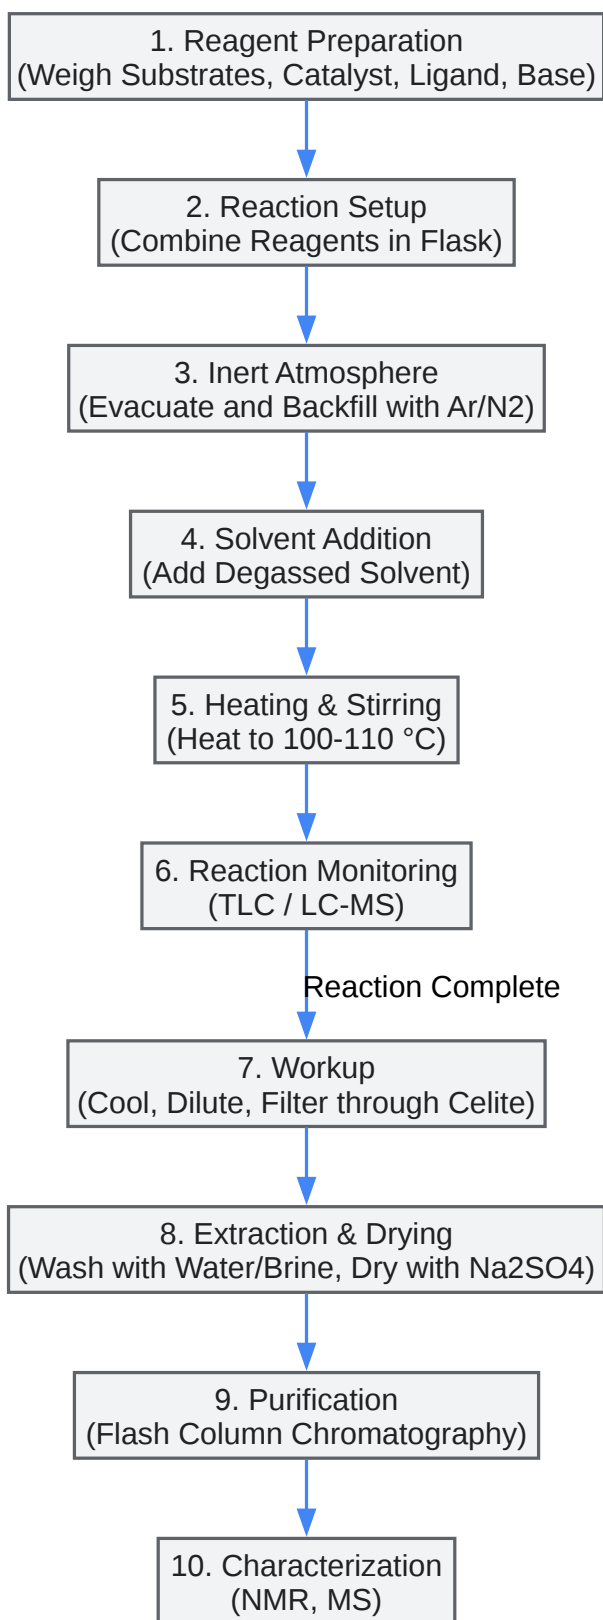 1. Reagent Preparation
(Weigh Substrates, Catalyst, Ligand, Base)
2. Reaction Setup
(Combine Reagents in Flask)
3. Inert Atmosphere
(Evacuate and Backfill with Ar/N2)
4. Solvent Addition
(Add Degassed Solvent)
5. Heating & Stirring
(Heat to 100-110 °C)
6. Reaction Monitoring
(TLC / LC-MS)
Reaction Complete
7. Workup
(Cool, Dilute, Filter through Celite)
8. Extraction & Drying
(Wash with Water/Brine, Dry with Na2SO4)
9. Purification
(Flash Column Chromatography)
10. Characterization
(NMR, MS)